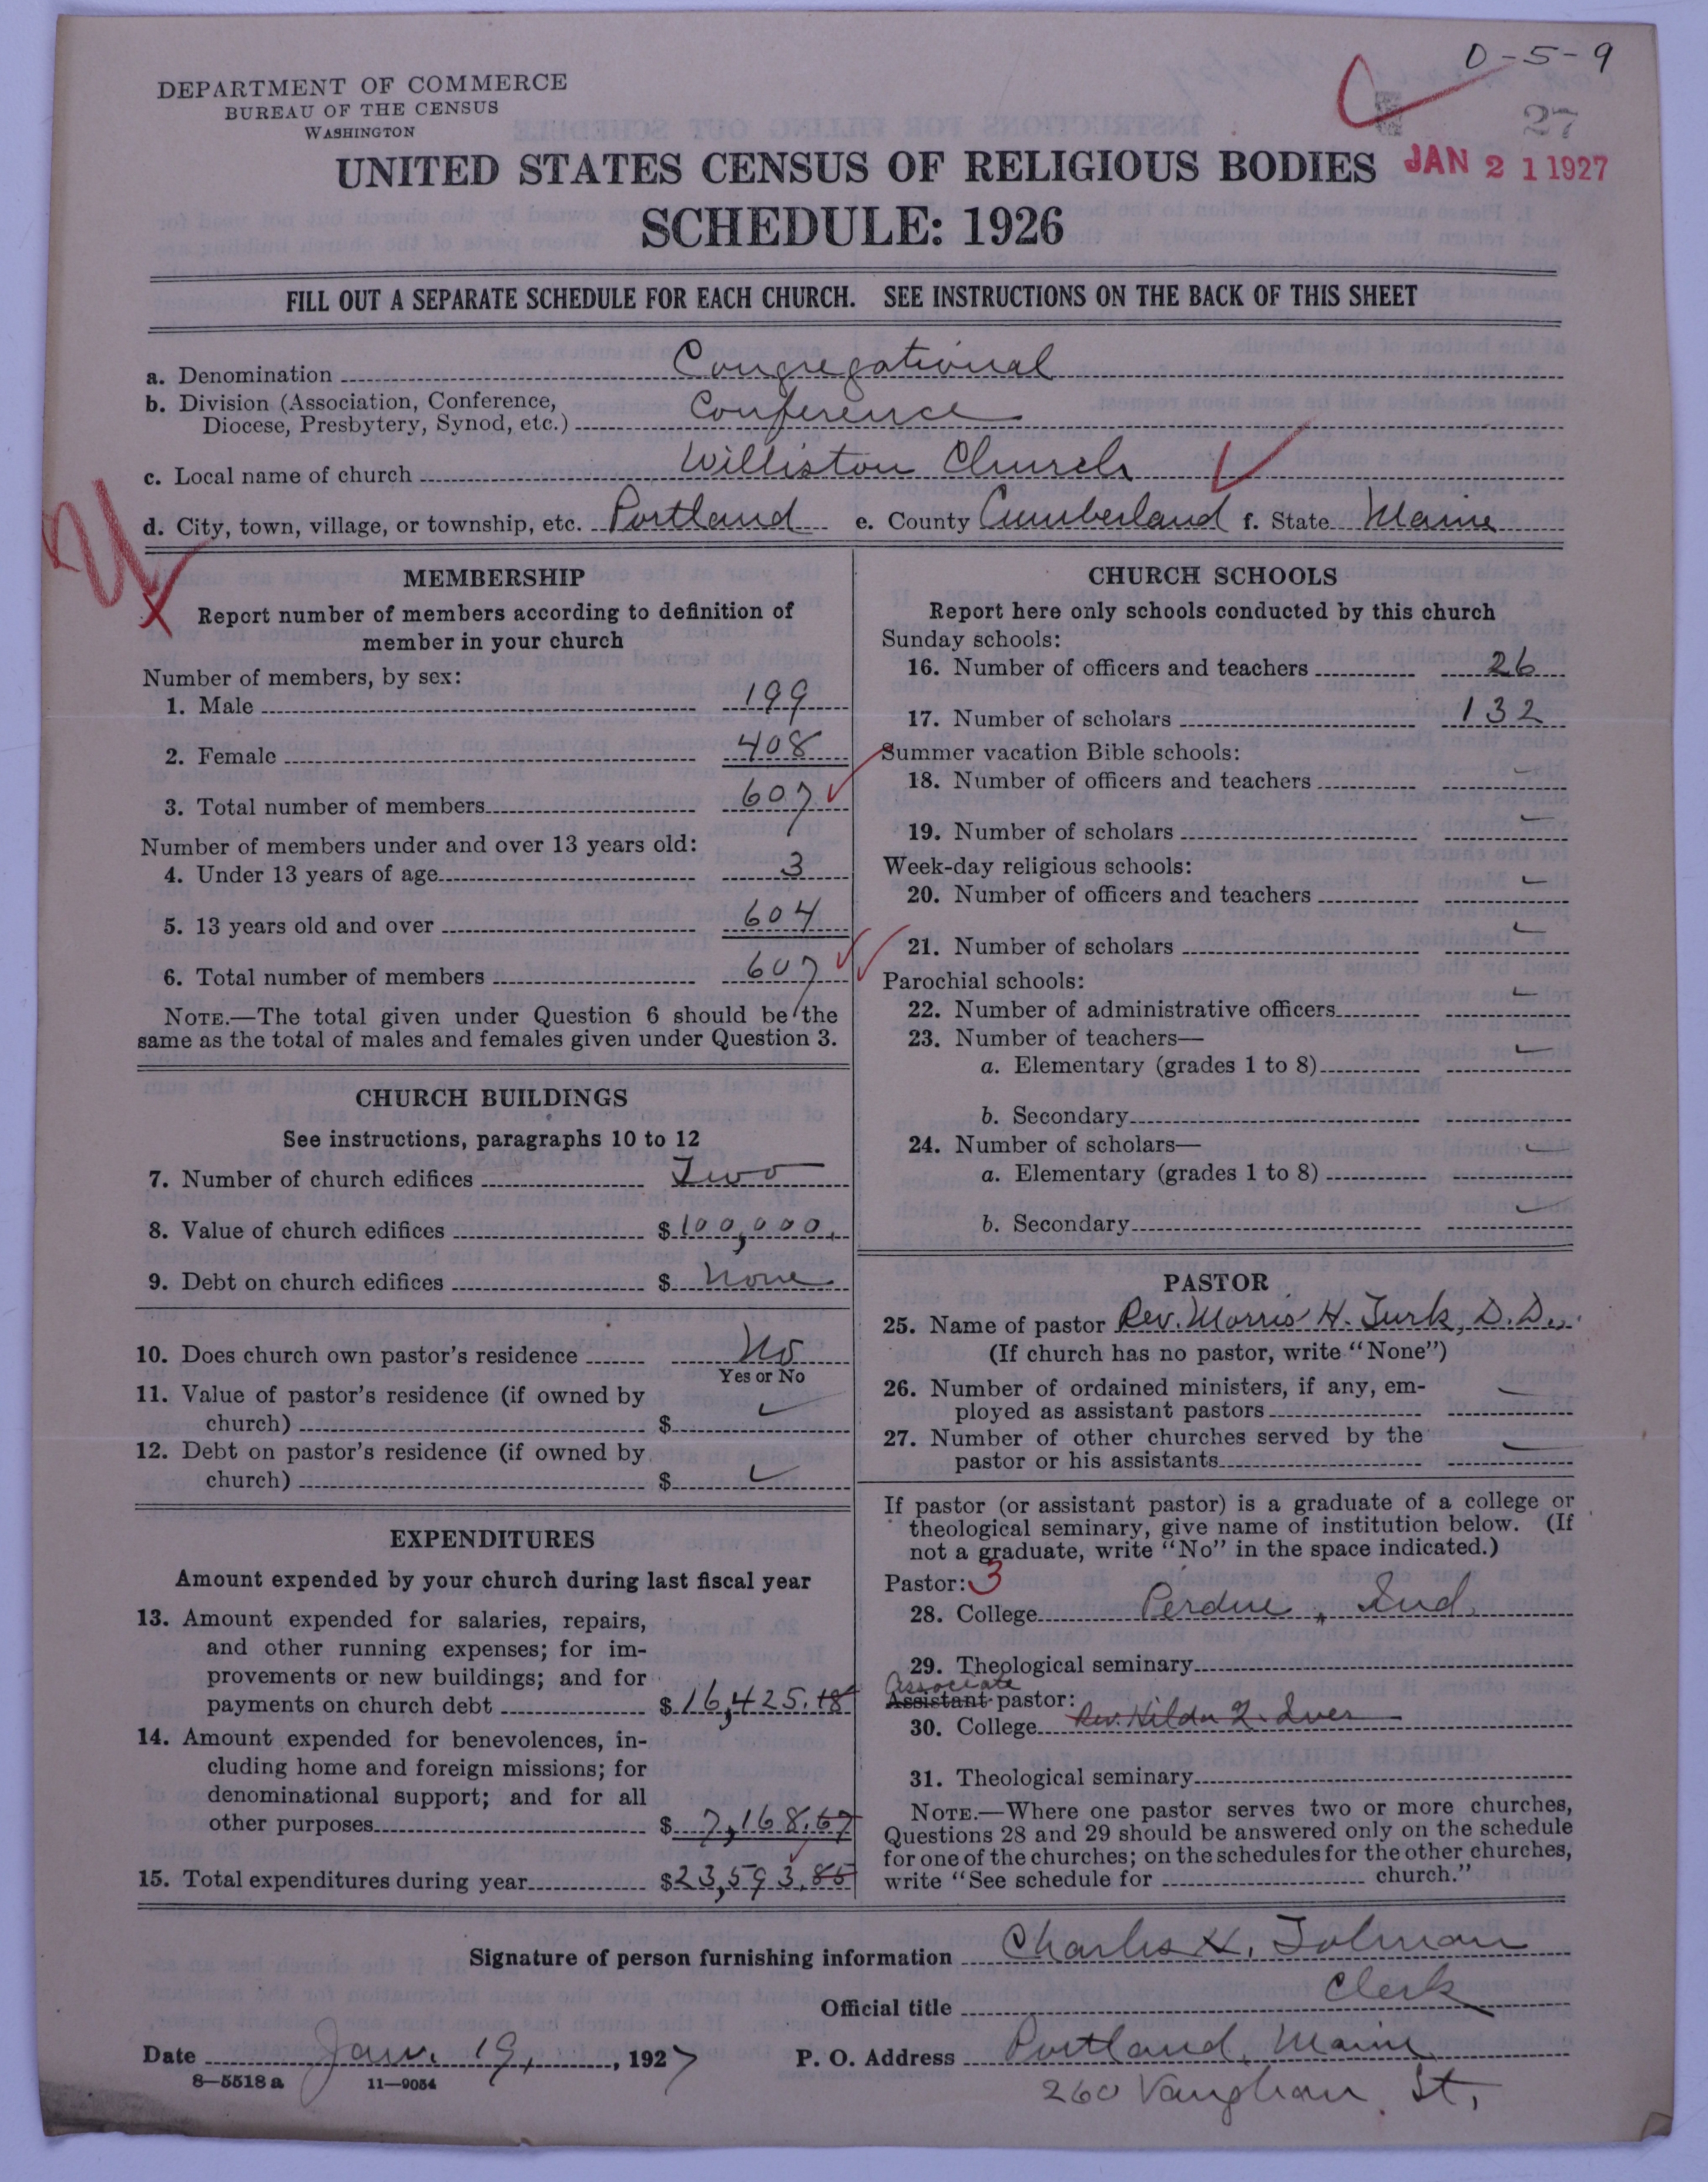 0-5-9
27
DEPARTMENT OF COMMERCE
BUREAU OF THE CENSUS
WASHINGTON
UNITED STATES CENSUS OF RELIGIOUS BODIES
JAN 21 1927
SCHEDULE: 1926
FILL OUT A SEPARATE SCHEDULE FOR EACH CHURCH. SEE INSTRUCTIONS ON THE BACK OF THIS SHEET
a. Denomination Congregational
b. Division (Association, Conference,
Diocese, Presbytery, Synod, etc.) Conference
c. Local name of church Williston Church
d. City, town, village, or township, etc. Portland e. County Cumberland f. State Maine
MEMBERSHIP
Report number of members according to definition of
member in your church
Number of members, by sex:
1. Male 199
2. Female 408
3. Total number of members 607
Number of members under and over 13 years old:
4. Under 13 years of age 3
5. 13 years old and over 604
6. Total number of members 607
NOTE.—The total given under Question 6 should be the
same as the total of males and females given under Question 3.
CHURCH BUILDINGS
See instructions, paragraphs 10 to 12
7. Number of church edifices Two
8. Value of church edifices $ 100,000.
9. Debt on church edifices $ None
10. Does church own pastor's residence No
Yes or No
11. Value of pastor's residence (if owned by
church) $
12. Debt on pastor's residence (if owned by
church) $
EXPENDITURES
Amount expended by your church during last fiscal year
13. Amount expended for salaries, repairs,
and other running expenses; for im-
provements or new buildings; and for
payments on church debt $ 16,425.18
14. Amount expended for benevolences, in-
cluding home and foreign missions; for
denominational support; and for all
other purposes $ 7,168.67
15. Total expenditures during year $ 23,593.85
CHURCH SCHOOLS
Report here only schools conducted by this church
Sunday schools:
16. Number of officers and teachers 26
17. Number of scholars 132
Summer vacation Bible schools:
18. Number of officers and teachers
19. Number of scholars
Week-day religious schools:
20. Number of officers and teachers
21. Number of scholars
Parochial schools:
22. Number of administrative officers
23. Number of teachers—
a. Elementary (grades 1 to 8)
b. Secondary
24. Number of scholars—
a. Elementary (grades 1 to 8)
b. Secondary
PASTOR
25. Name of pastor Rev. Morris H. Turk, D.D.,
(If church has no pastor, write "None")
26. Number of ordained ministers, if any, em-
ployed as assistant pastors
27. Number of other churches served by the
pastor or his assistants
If pastor (or assistant pastor) is a graduate of a college or
theological seminary, give name of institution below. (If
not a graduate, write "No" in the space indicated.)
Pastor: 3
28. College Perdue, Ind.
29. Theological seminary
Associate
Assistant pastor:
30. College Rev. Hilda L. Ives
31. Theological seminary
NOTE.—Where one pastor serves two or more churches,
Questions 28 and 29 should be answered only on the schedule
for one of the churches; on the schedules for the other churches,
write "See schedule for church."
Signature of person furnishing information Charles H. Tolman
Official title Clerk
Date Jan. 19, 1927 P. O. Address Portland, Maine
8—5518 a 11—9054
260 Vaughan St.